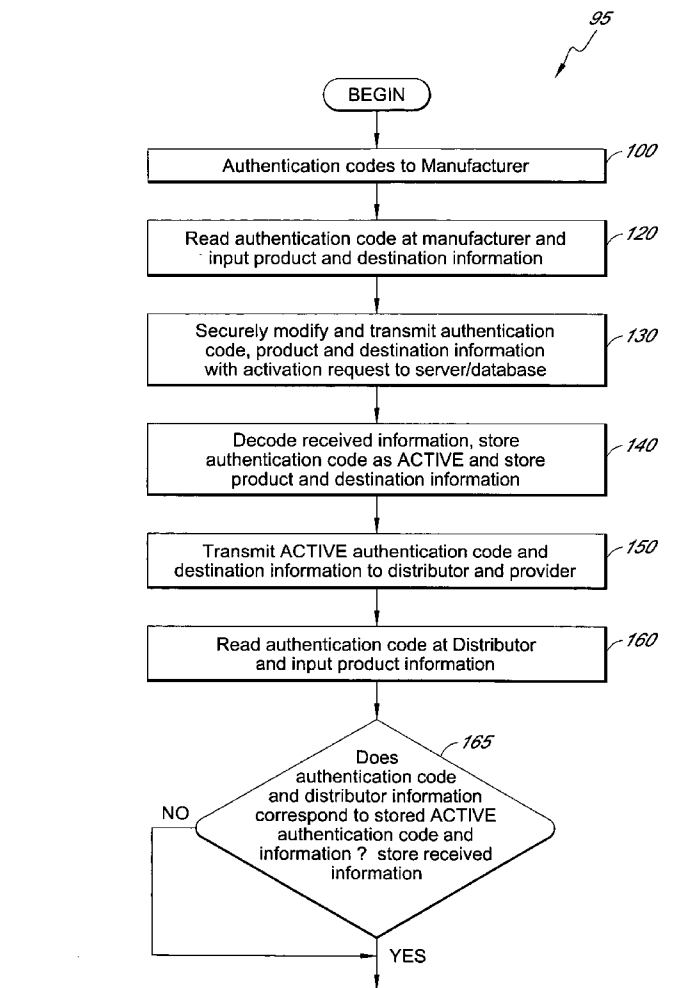 95
BEGIN
Authentication codes to Manufacturer
100
Read authentication code at manufacturer and
input product and destination information
120
Securely modify and transmit authentication
code, product and destination information
with activation request to server/database
130
Decode received information, store
authentication code as ACTIVE and store
product and destination information
140
Transmit ACTIVE authentication code and
destination information to distributor and provider
150
Read authentication code at Distributor
and input product information
160
165
Does
authentication code
and distributor information
correspond to stored ACTIVE
authentication code and
information ? store received
information
NO
YES